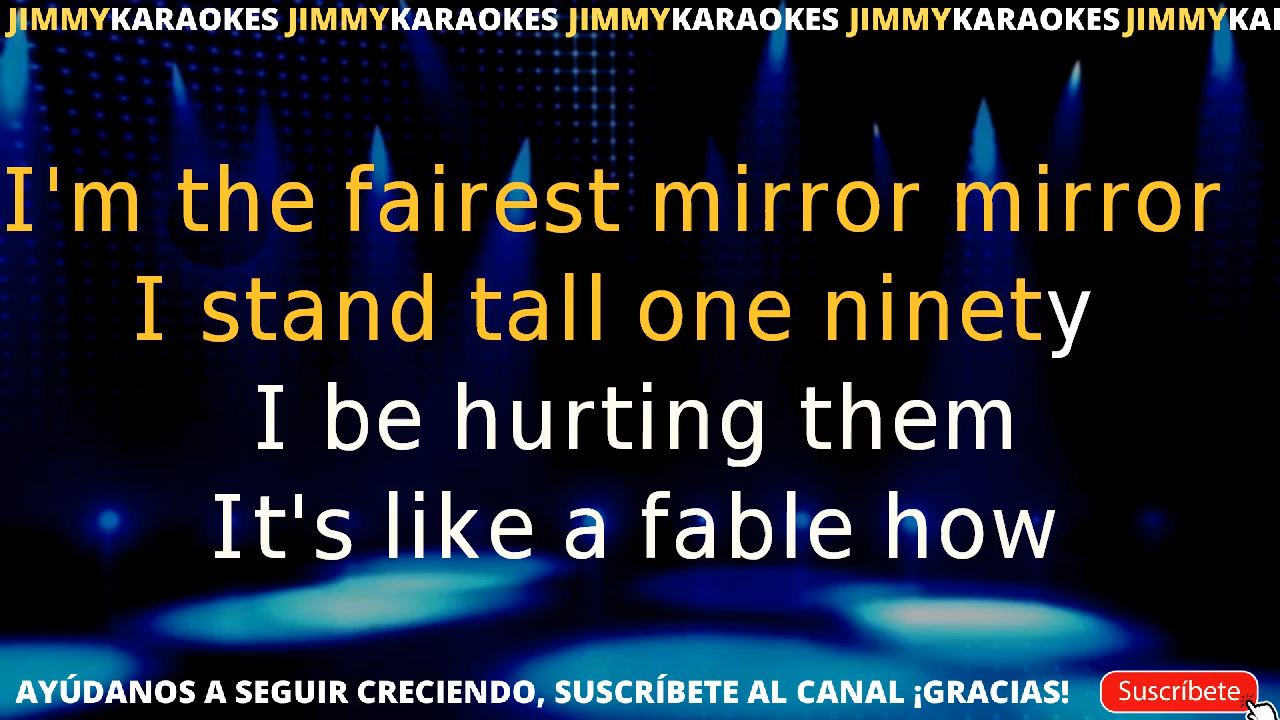 JIMMYKARAOKES JIMMYKARAOKES JIMMYKARAOKES JIMMYKARAOKES JIMMYKAI
I'm the fairest mirror mirror
I stand tall one ninety
I be hurting them
It's like a fable how
AYÚDANOS A SEGUIR CRECIENDO, SUSCRÍBETE AL CANAL ¡GRACIAS! Suscríbete